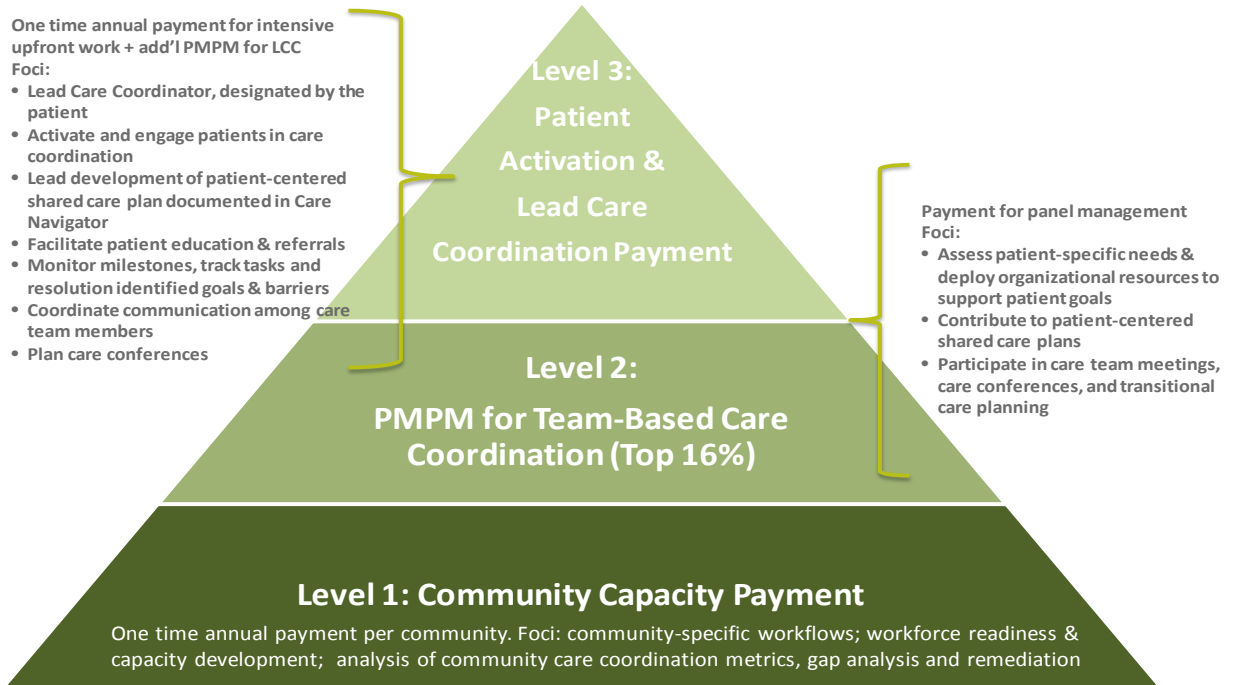 One time annual payment for intensive
upfront work + add'l PMPM for LCC
Foci:
• Lead Care Coordinator, designated by the
patient
• Activate and engage patients in care
coordination
• Lead development of patient-centered
shared care plan documented in Care
Navigator
• Facilitate patient education & referrals
• Monitor milestones, track tasks and
resolution identified goals & barriers
• Coordinate communication among care
team members
• Plan care conferences
Level 3:
Patient
Activation &
Lead Care
Coordination Payment
Payment for panel management
Foci:
• Assess patient-specific needs &
deploy organizational resources to
support patient goals
• Contribute to patient-centered
shared care plans
• Participate in care team meetings,
care conferences, and transitional
care planning
Level 2:
PMPM for Team-Based Care
Coordination (Top 16%)
Level 1: Community Capacity Payment
One time annual payment per community. Foci: community-specific workflows; workforce readiness &
capacity development; analysis of community care coordination metrics, gap analysis and remediation